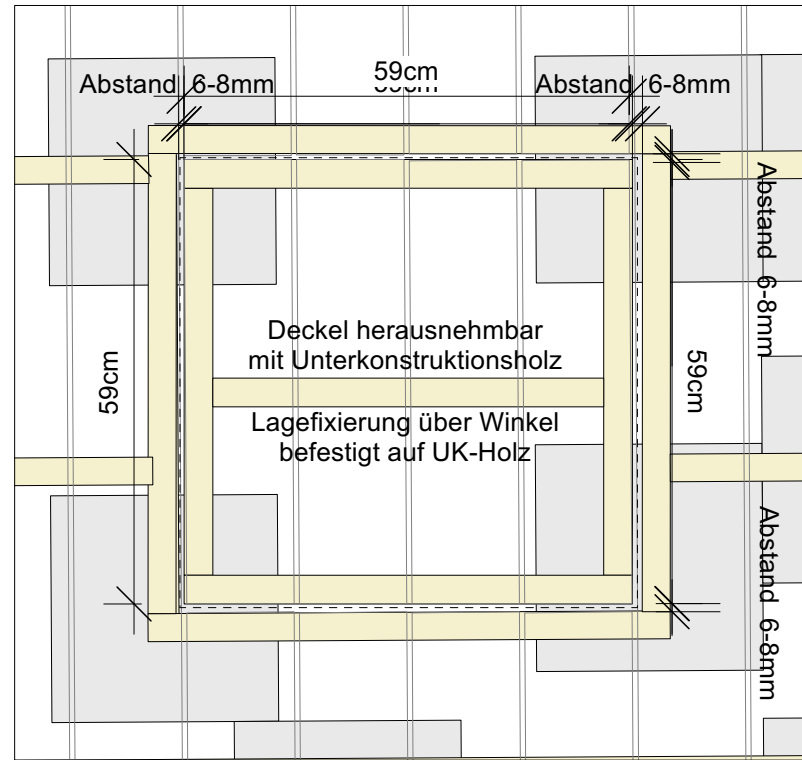 59cm
59cm
Abstand 6-8mm
Abstand 6-8mm
Abstand 6-8mm
Deckel herausnehmbar
mit Unterkonstruktionsholz
59cm
59cm
Lagefixierung über Winkel
befestigt auf UK-Holz
Abstand 6-8mm